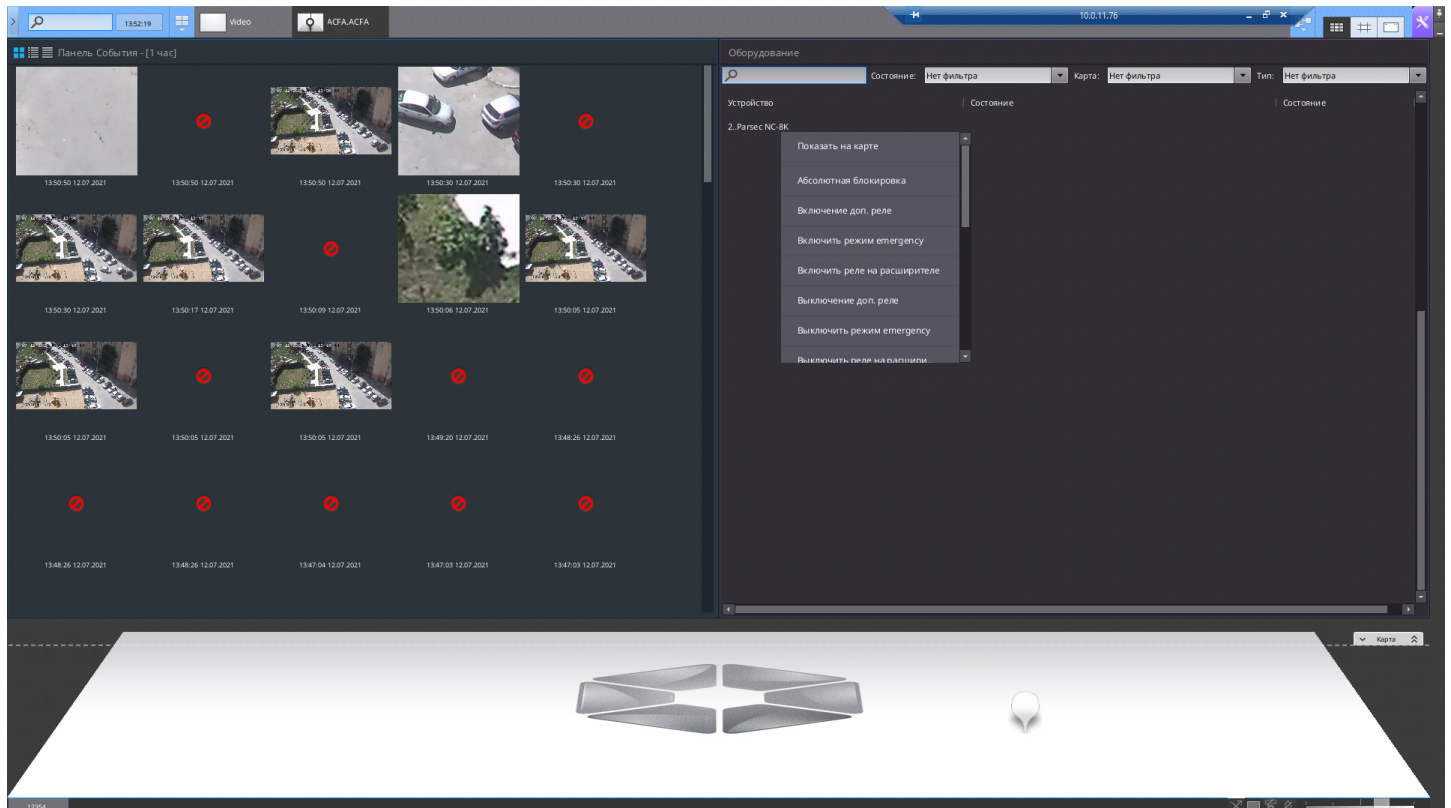 13:52:19
Video
ACFA.ACFA
10.0.11.76
Панель События - [1 час]
Оборудование
Состояние: Нет фильтра Карта: Нет фильтра Тип: Нет фильтра
Устройство Состояние Состояние
2..Parsec NC-8K
Показать на карте
Абсолютная блокировка
Включение доп. реле
Включить режим emergency
Включить реле на расширителе
Выключение доп. реле
Выключить режим emergency
Выключить реле на расшири...
13:50:50 12.07.2021 13:50:50 12.07.2021 13:50:50 12.07.2021 13:50:30 12.07.2021 13:50:30 12.07.2021
13:50:30 12.07.2021 13:50:17 12.07.2021 13:50:09 12.07.2021 13:50:06 12.07.2021 13:50:05 12.07.2021
13:50:05 12.07.2021 13:50:05 12.07.2021 13:50:05 12.07.2021 13:49:20 12.07.2021 13:48:26 12.07.2021
13:48:26 12.07.2021 13:48:26 12.07.2021 13:47:04 12.07.2021 13:47:03 12.07.2021 13:47:03 12.07.2021
Карта
12354